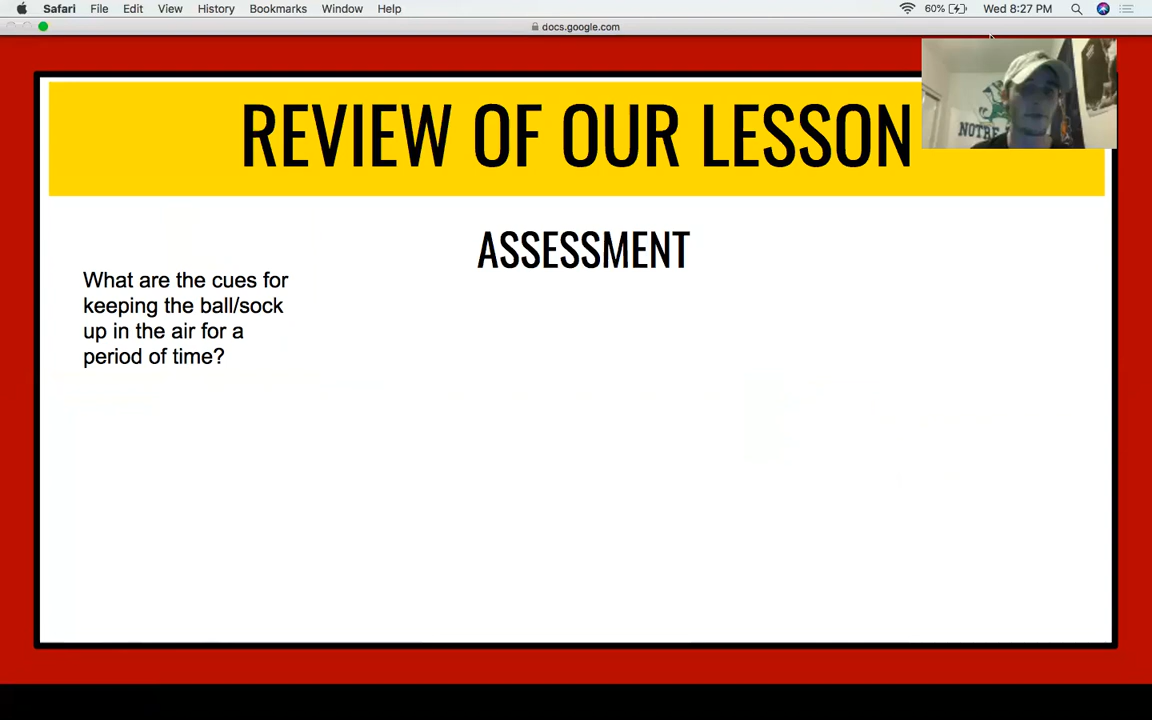 Safari File Edit View History Bookmarks Window Help 60% Wed 8:27 PM
docs.google.com
REVIEW OF OUR LESSON
NOTRE
ASSESSMENT
What are the cues for
keeping the ball/sock
up in the air for a
period of time?